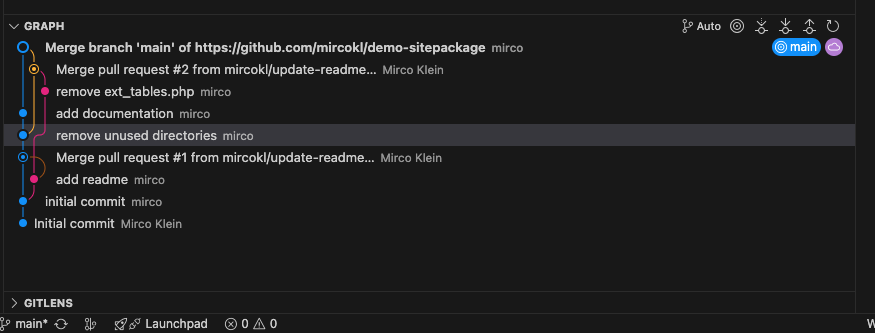 GRAPH
Auto
Merge branch 'main' of https://github.com/mircokl/demo-sitepackage mirco
main
Merge pull request #2 from mircokl/update-readme... Mirco Klein
remove ext_tables.php mirco
add documentation mirco
remove unused directories mirco
Merge pull request #1 from mircokl/update-readme... Mirco Klein
add readme mirco
initial commit mirco
Initial commit Mirco Klein
GITLENS
main* Launchpad 0 0